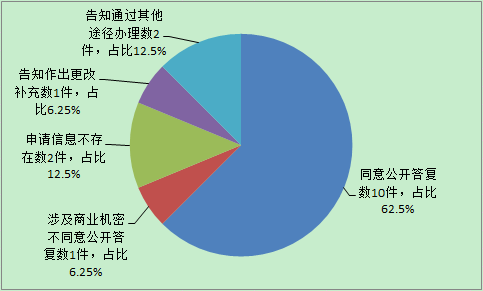 告知通过其他
途径办理数2
件，占比12.5%
告知作出更改
补充数1件，占
比6.25%
申请信息不存
在数2件，占比
12.5%
涉及商业机密
不同意公开答
复数1件，占比
6.25%
同意公开答复
数10件，占比
62.5%